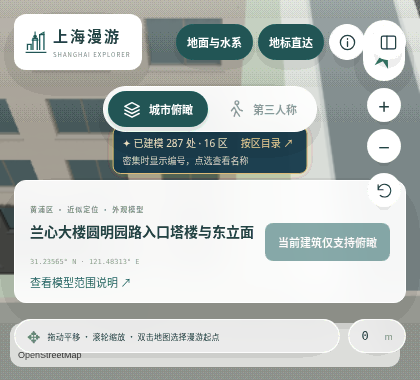 上海漫游
SHANGHAI EXPLORER
地面与水系
地标直达
城市俯瞰
第三人称
✦ 已建模 287 处 · 16 区 按区目录 ↗
密集时显示编号，点选查看名称
黄浦区 · 近似定位 · 外观模型
兰心大楼圆明园路入口塔楼与东立面
当前建筑仅支持俯瞰
31.23565° N · 121.48313° E
查看模型范围说明 ↗
拖动平移 · 滚轮缩放 · 双击地图选择漫游起点
0 m
OpenStreetMap